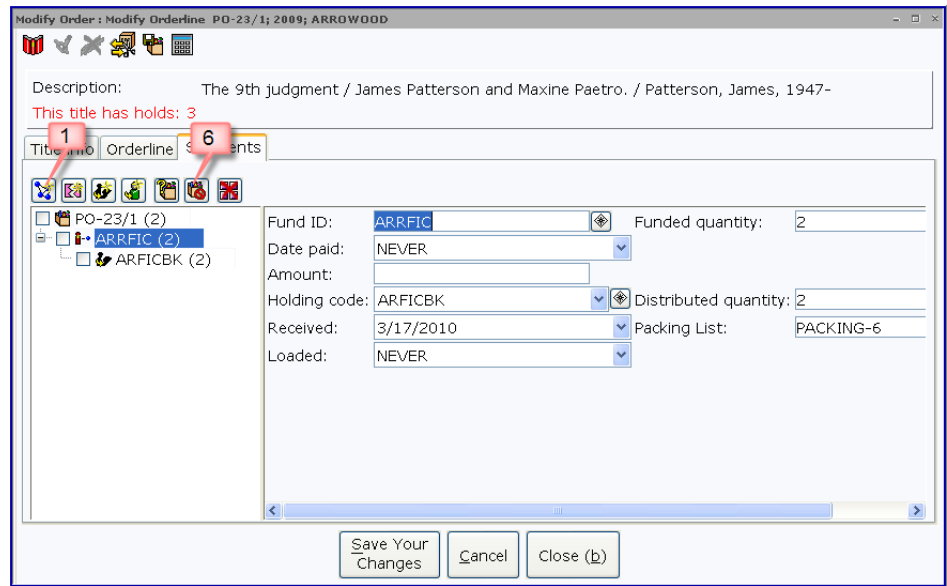 Modify Order : Modify Orderline PO-23/1; 2009; ARROWOOD
Description: The 9th judgment / James Patterson and Maxine Paetro. / Patterson, James, 1947-
This title has holds: 3
1 6
Title Info Orderline ents
PO-23/1 (2)
ARRFIC (2)
ARFICBK (2)
Fund ID: ARRFIC Funded quantity: 2
Date paid: NEVER
Amount:
Holding code: ARFICBK Distributed quantity: 2
Received: 3/17/2010 Packing List: PACKING-6
Loaded: NEVER
Save Your Changes Cancel Close (b)